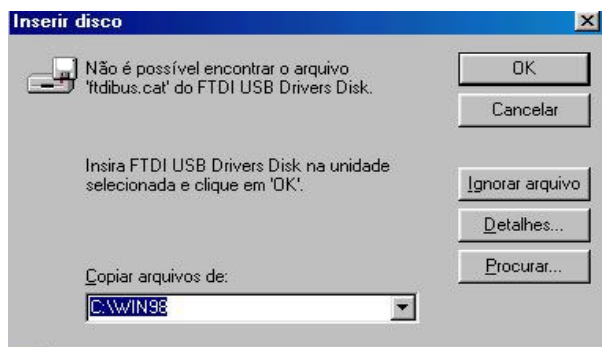 Inserir disco
Não é possível encontrar o arquivo
'ftdibus.cat' do FTDI USB Drivers Disk.
OK
Cancelar
Insira FTDI USB Drivers Disk na unidade
selecionada e clique em 'OK'.
Ignorar arquivo
Detalhes...
Procurar...
Copiar arquivos de:
C:\WIN98